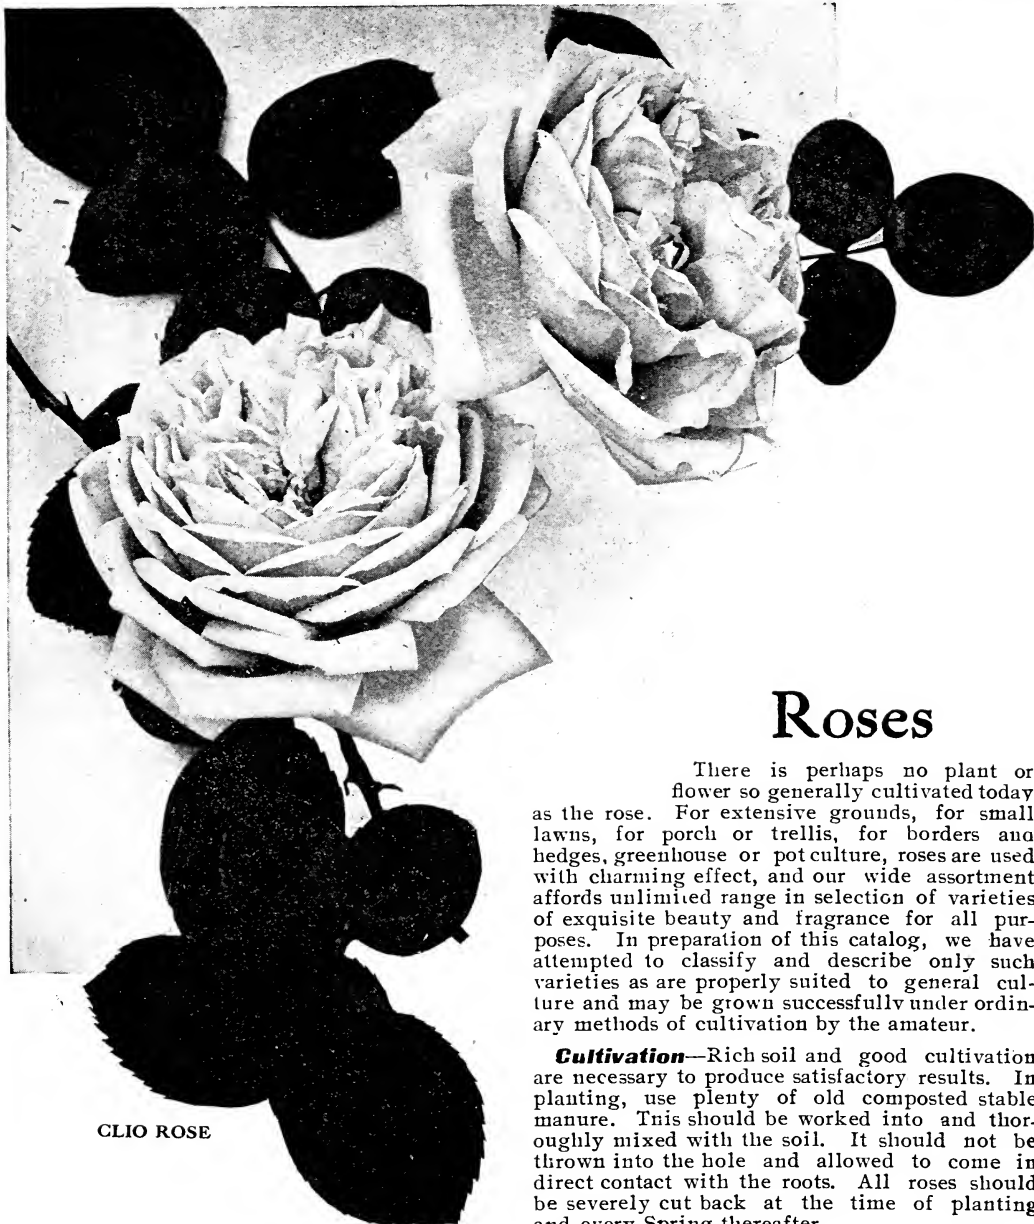 Roses
There is perhaps no plant or
flower so generally cultivated today
as the rose. For extensive grounds, for small
lawns, for porch or trellis, for borders and
hedges, greenhouse or pot culture, roses are used
with charming effect, and our wide assortment
affords unlimited range in selection of varieties
of exquisite beauty and fragrance for all pur-
poses. In preparation of this catalog, we have
attempted to classify and describe only such
varieties as are properly suited to general cul-
ture and may be grown successfully under ordin-
ary methods of cultivation by the amateur.
Cultivation—Rich soil and good cultivation
are necessary to produce satisfactory results. In
planting, use plenty of old composted stable
manure. This should be worked into and thor-
oughly mixed with the soil. It should not be
thrown into the hole and allowed to come in
direct contact with the roots. All roses should
be severely cut back at the time of planting
and every Spring thereafter.
CLIO ROSE